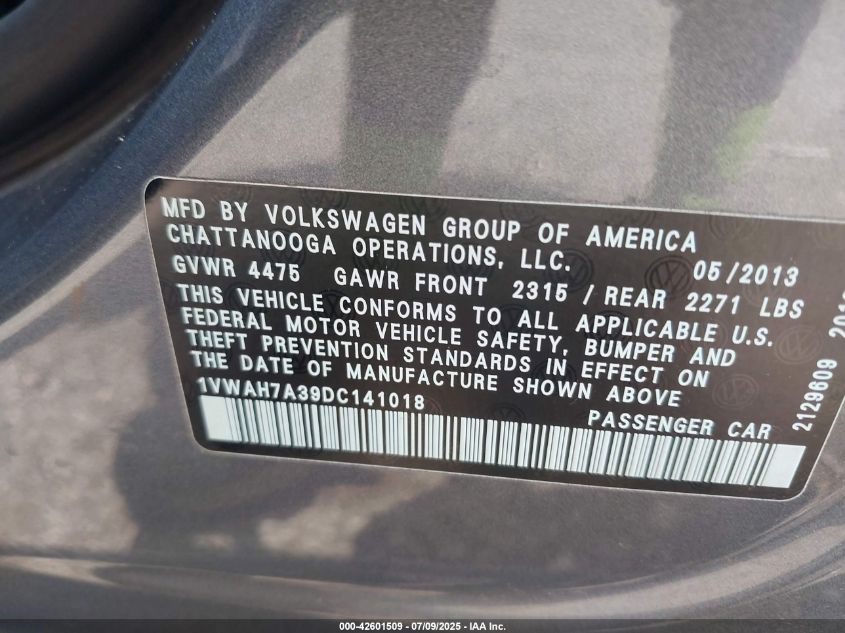 MFD BY VOLKSWAGEN GROUP OF AMERICA
CHATTANOOGA OPERATIONS, LLC. 05/2013
GVWR 4475 GAWR FRONT 2315 / REAR 2271 LBS
THIS VEHICLE CONFORMS TO ALL APPLICABLE U.S.
FEDERAL MOTOR VEHICLE SAFETY, BUMPER AND
THEFT PREVENTION STANDARDS IN EFFECT ON
THE DATE OF MANUFACTURE SHOWN ABOVE
1VWAH7A39DC141018
PASSENGER CAR
2129609
000-42601509 - 07/09/2025 - IAA Inc.